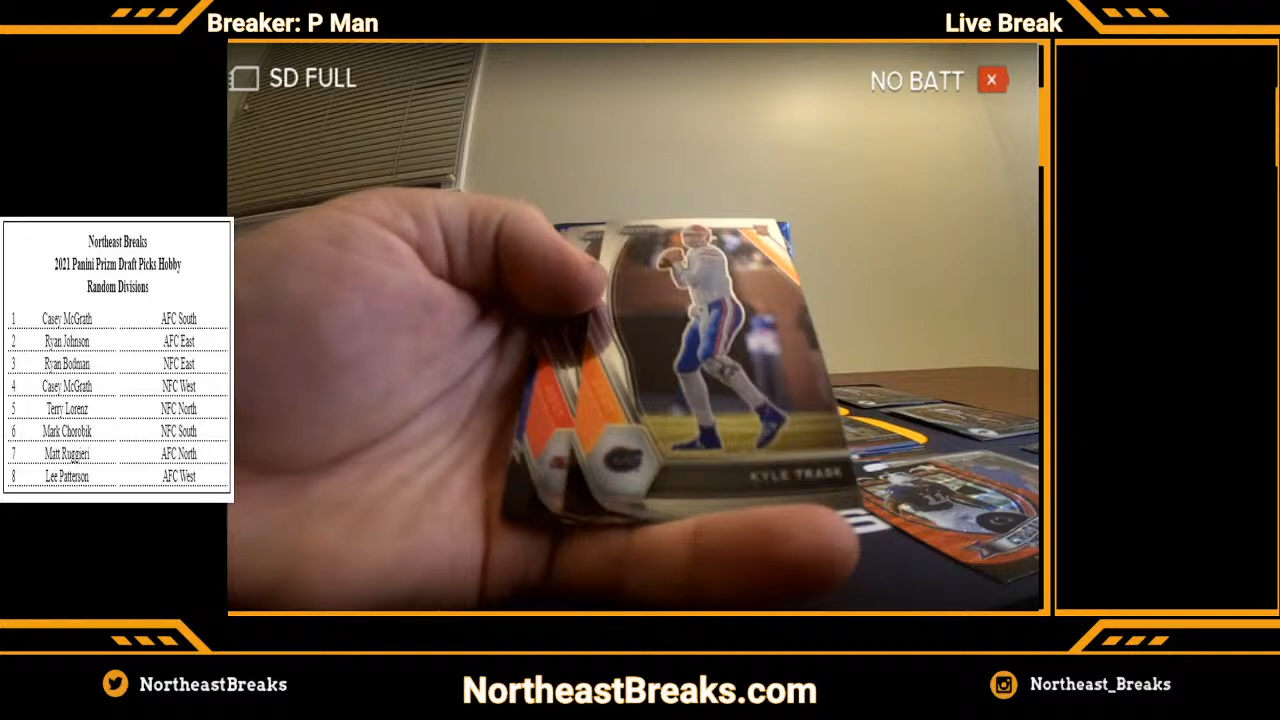 Breaker: P Man
Live Break
SD FULL
NO BATT
Northeast Breaks
2021 Panini Prizm Draft Picks Hobby
Random Divisions
1 Casey McGrath AFC South
2 Ryan Johnson AFC East
3 Ryan Bodman NFC East
4 Casey McGrath NFC West
5 Terry Lorenz NFC North
6 Mark Chorobik NFC South
7 Matt Ruggieri AFC North
8 Lee Patterson AFC West
KYLE TRASK
NortheastBreaks
NortheastBreaks.com
Northeast_Breaks